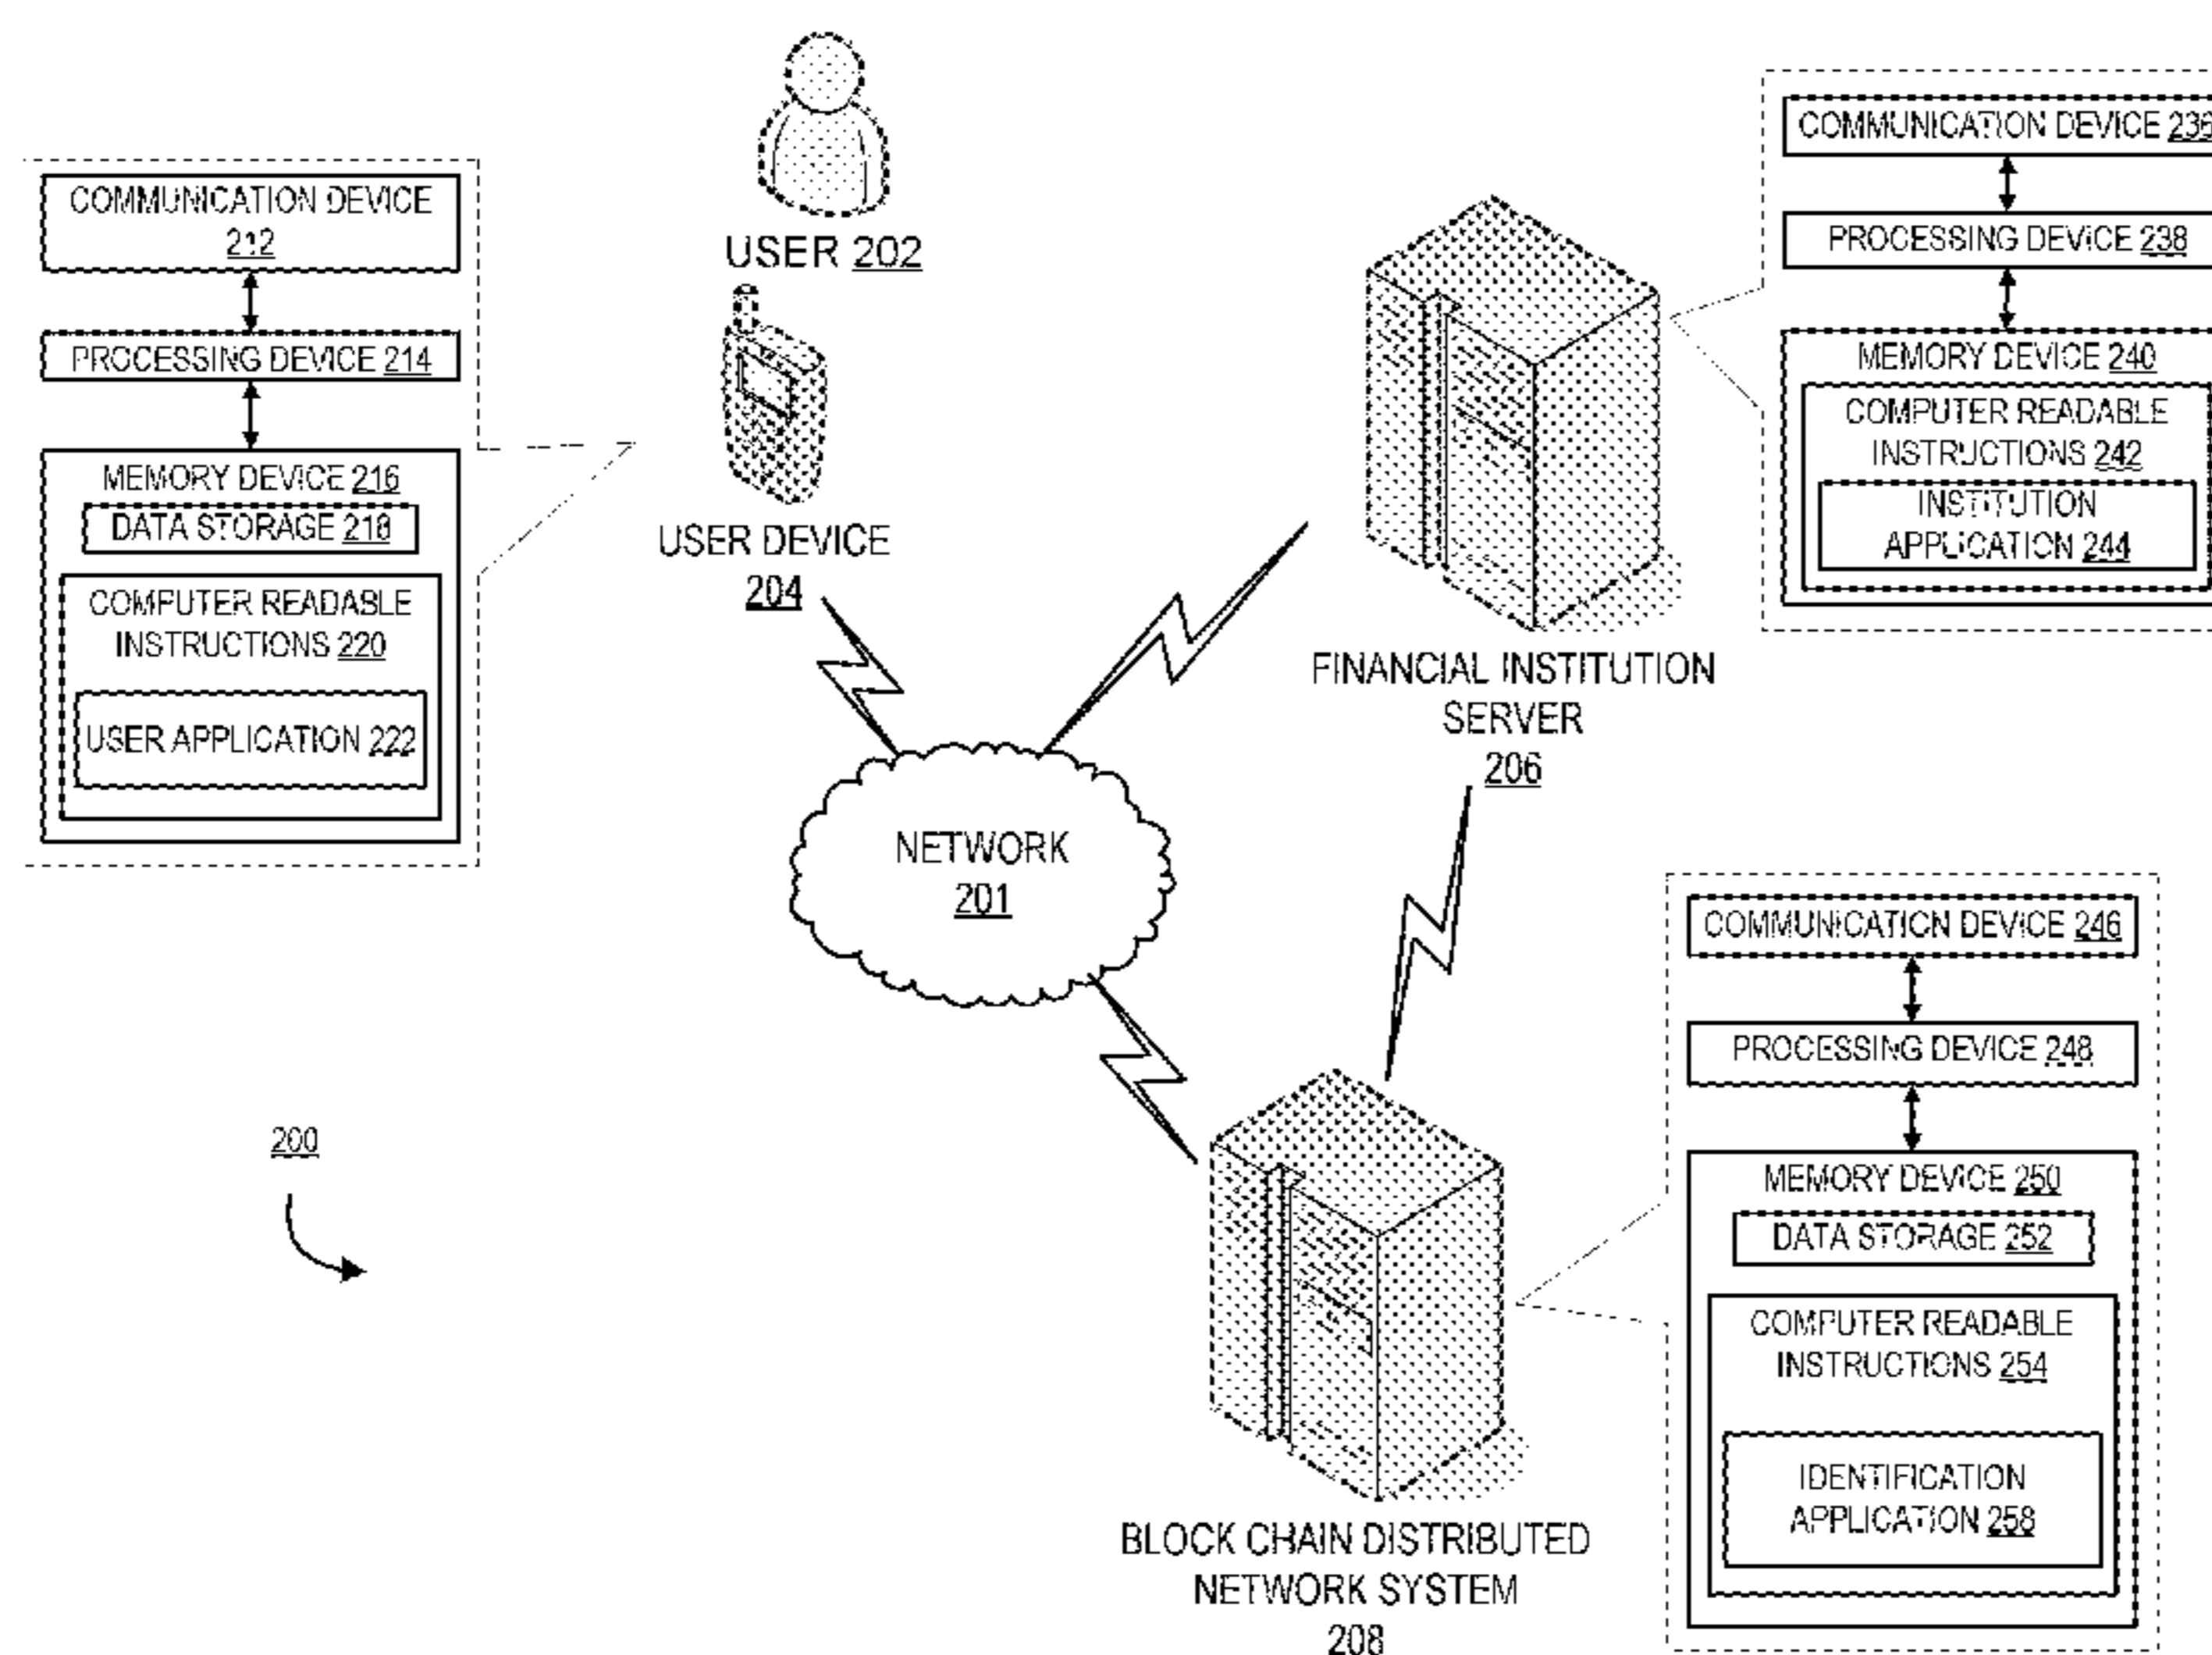 COMMUNICATION DEVICE
212
PROCESSING DEVICE 214
MEMORY DEVICE 216
DATA STORAGE 218
COMPUTER READABLE
INSTRUCTIONS 220
USER APPLICATION 222
USER 202
USER DEVICE
204
NETWORK
201
200
FINANCIAL INSTITUTION
SERVER
206
COMMUNICATION DEVICE 236
PROCESSING DEVICE 238
MEMORY DEVICE 240
COMPUTER READABLE
INSTRUCTIONS 242
INSTITUTION
APPLICATION 244
BLOCK CHAIN DISTRIBUTED
NETWORK SYSTEM
208
COMMUNICATION DEVICE 246
PROCESSING DEVICE 248
MEMORY DEVICE 250
DATA STORAGE 252
COMPUTER READABLE
INSTRUCTIONS 254
IDENTIFICATION
APPLICATION 258